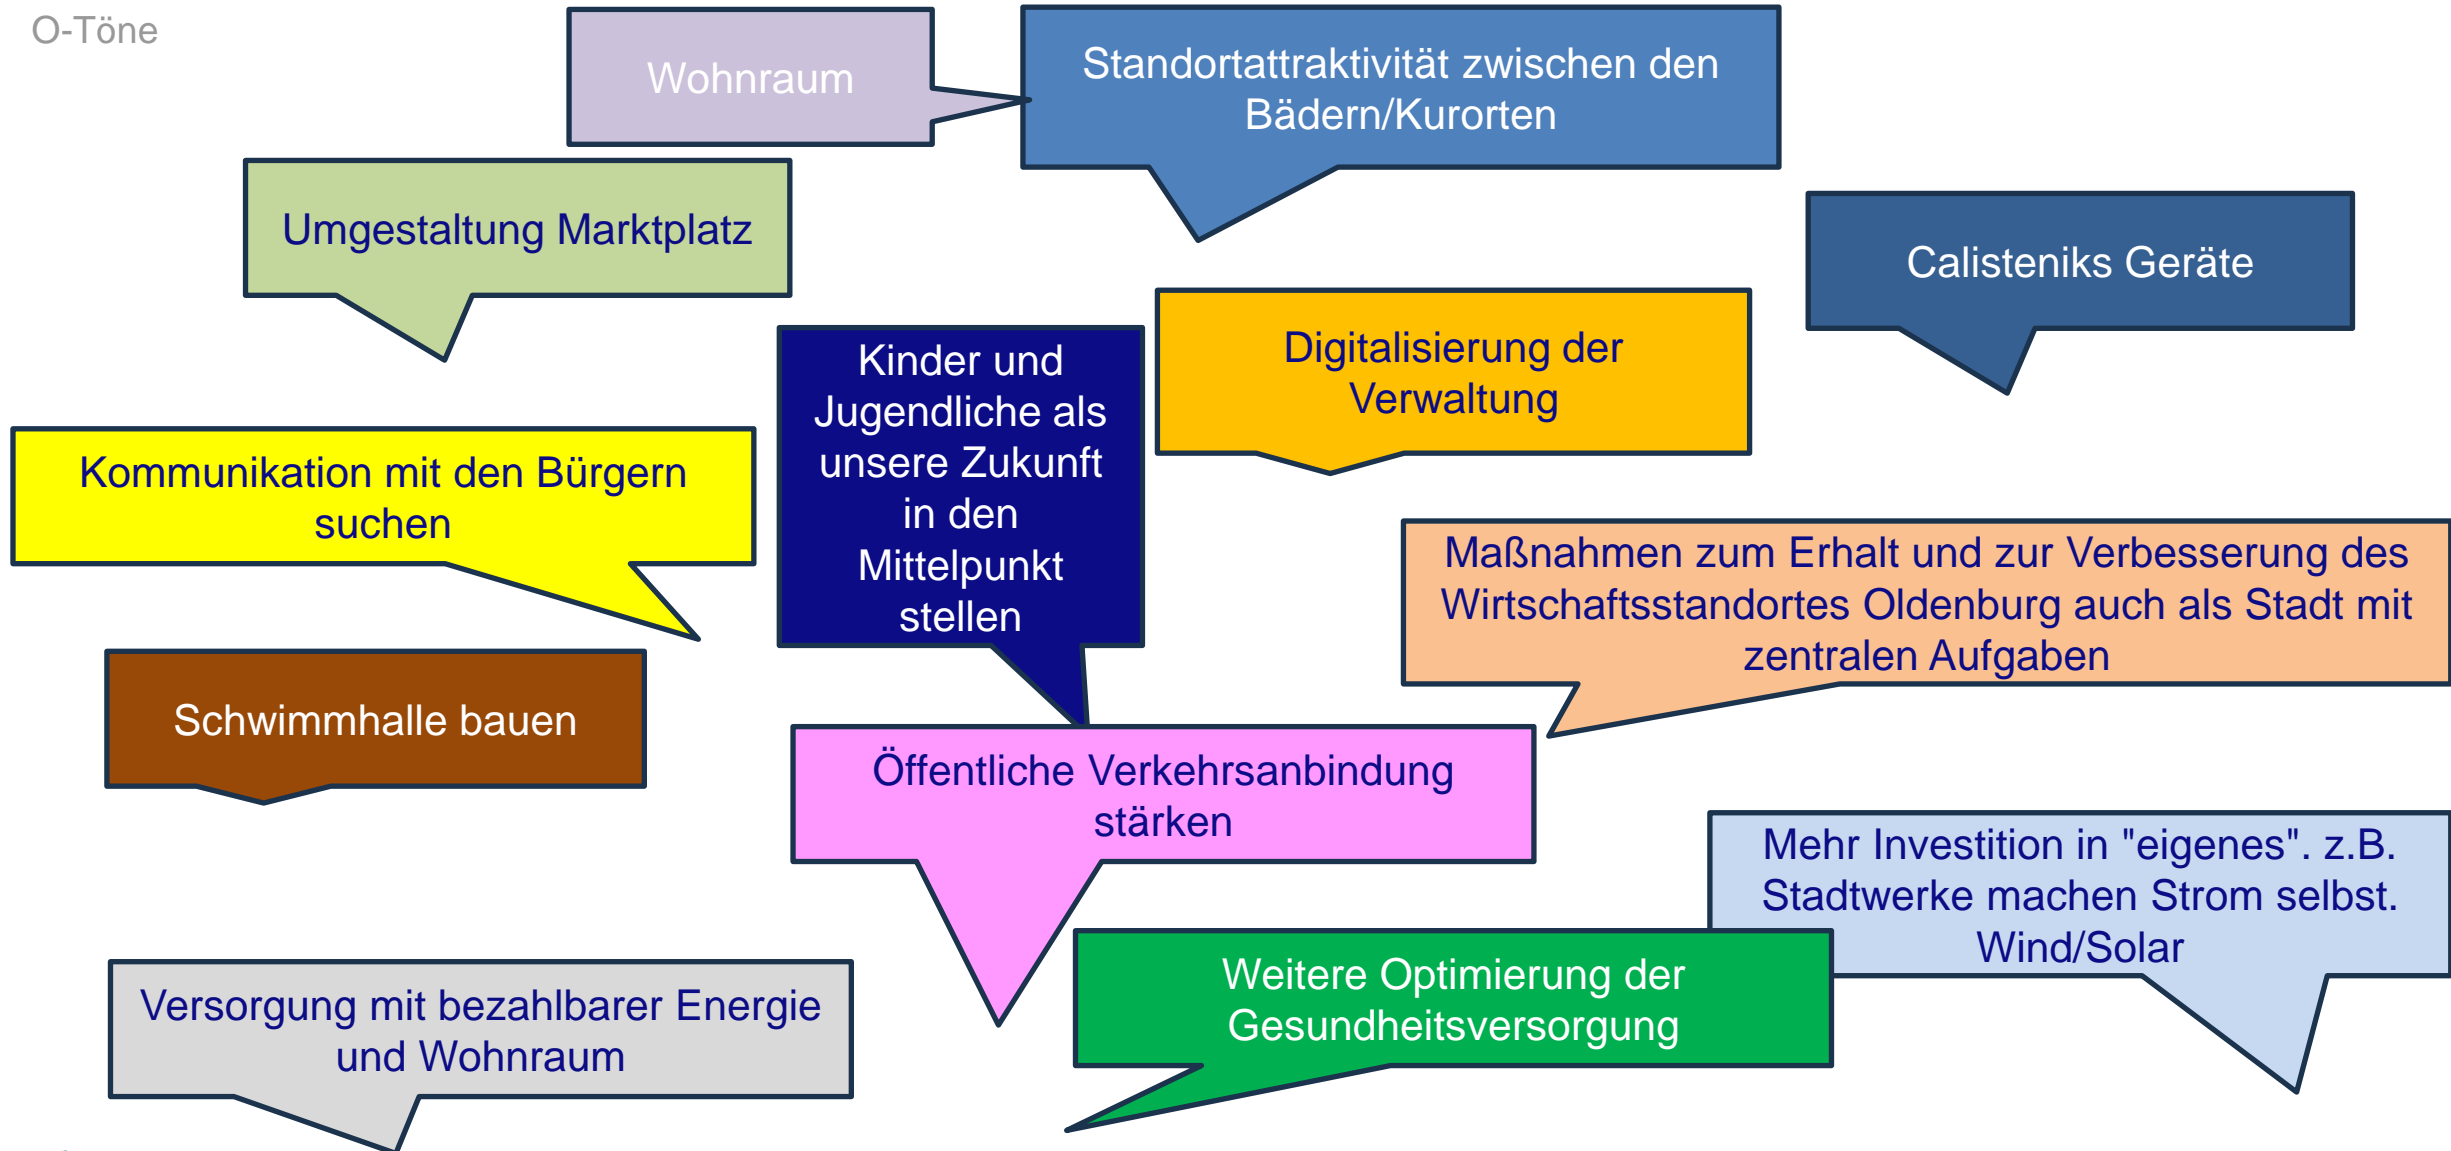 O-Töne
Wohnraum
Standortattraktivität zwischen den
Bädern/Kurorten
Umgestaltung Marktplatz
Calisteniks Geräte
Kinder und
Jugendliche als
unsere Zukunft
in den
Mittelpunkt
stellen
Digitalisierung der
Verwaltung
Kommunikation mit den Bürgern
suchen
Maßnahmen zum Erhalt und zur Verbesserung des
Wirtschaftsstandortes Oldenburg auch als Stadt mit
zentralen Aufgaben
Schwimmhalle bauen
Öffentliche Verkehrsanbindung
stärken
Mehr Investition in "eigenes". z.B.
Stadtwerke machen Strom selbst.
Wind/Solar
Weitere Optimierung der
Gesundheitsversorgung
Versorgung mit bezahlbarer Energie
und Wohnraum